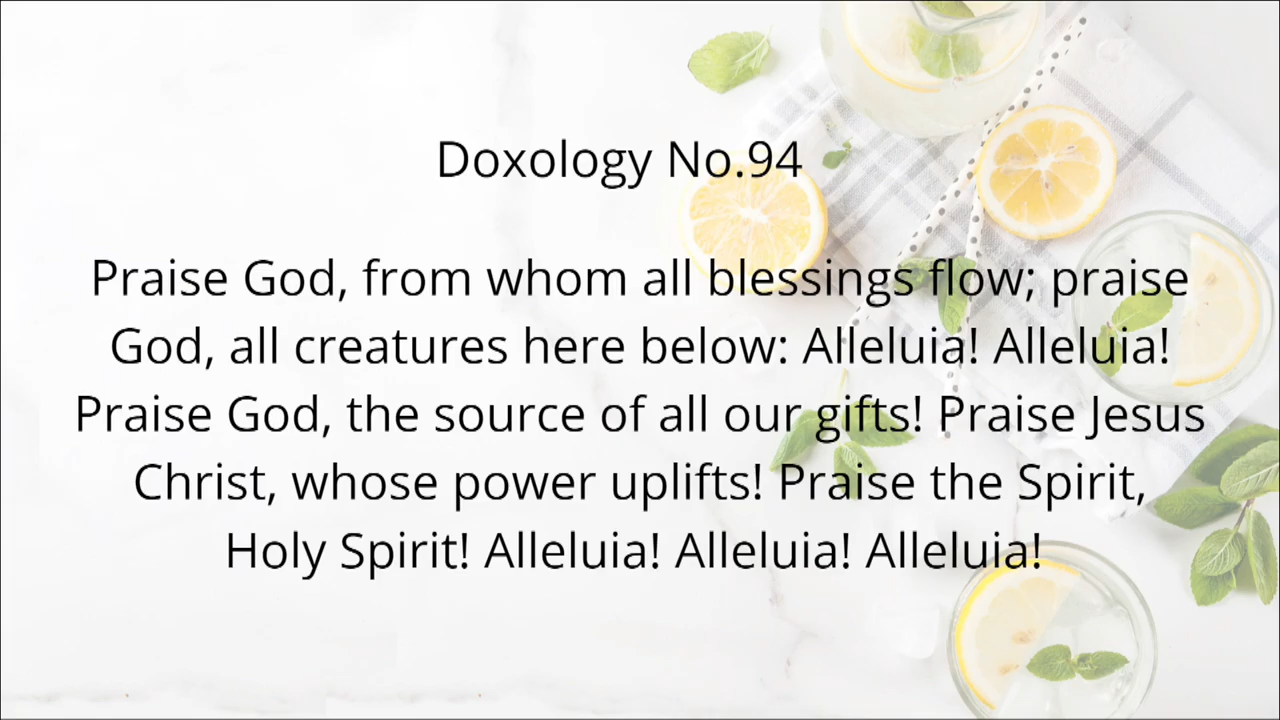 Doxology No.94
Praise God, from whom all blessings flow; praise
God, all creatures here below: Alleluia! Alleluia!
Praise God, the source of all our gifts! Praise Jesus
Christ, whose power uplifts! Praise the Spirit,
Holy Spirit! Alleluia! Alleluia! Alleluia!